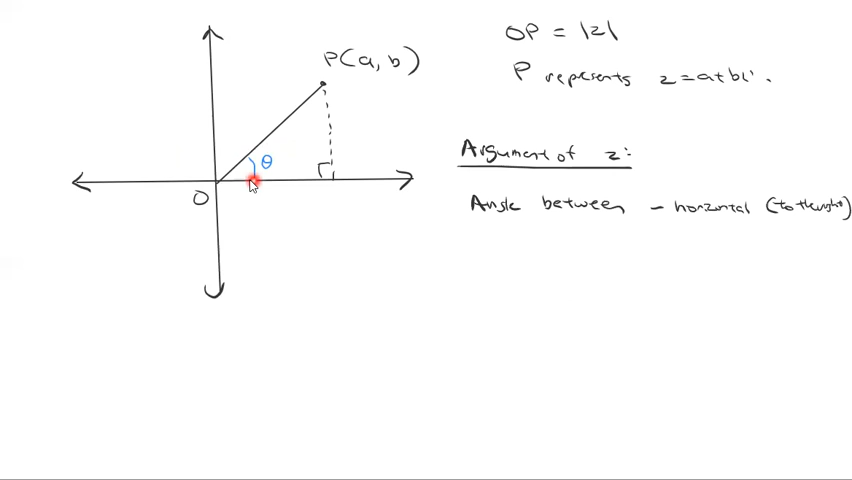 P(a, b)
θ
O
OP = |z|
P represents z = a+bi.
Argument of z:
Angle between – horizontal (to the right)